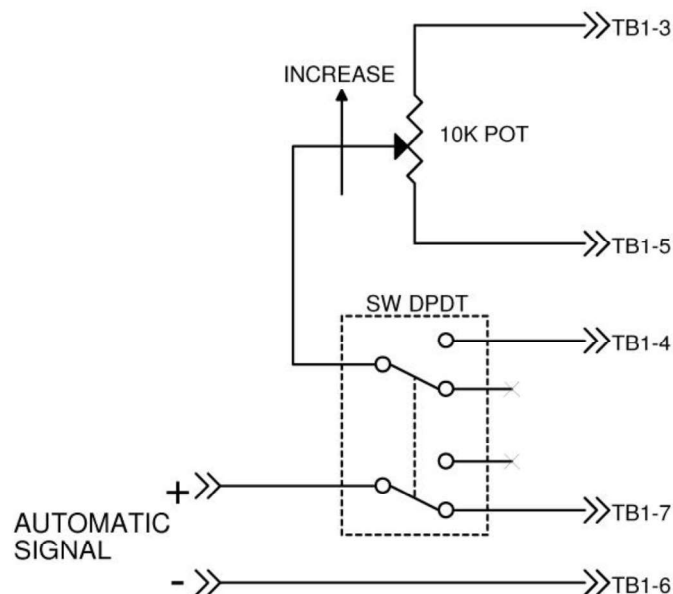 TB1-3
INCREASE
10K POT
TB1-5
SW DPDT
TB1-4
+
TB1-7
AUTOMATIC
SIGNAL
-
TB1-6